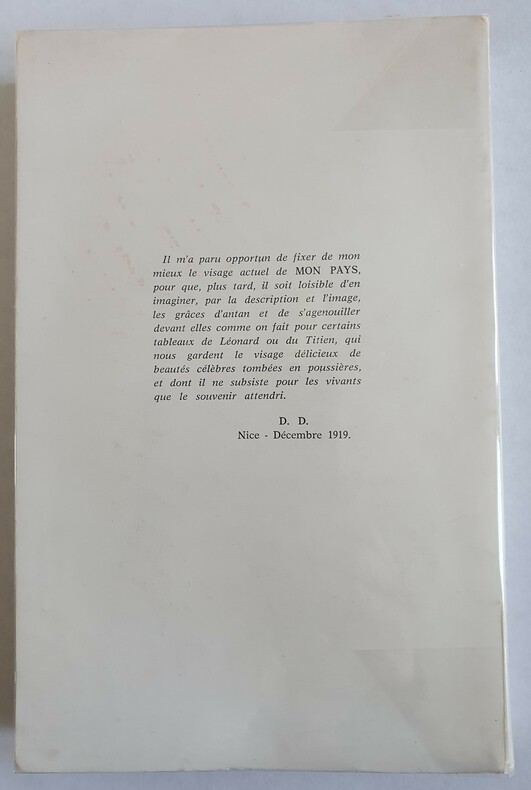 Il m'a paru opportun de fixer de mon
mieux le visage actuel de MON PAYS,
pour que, plus tard, il soit loisible d'en
imaginer, par la description et l'image,
les grâces d'antan et de s'agenouiller
devant elles comme on fait pour certains
tableaux de Léonard ou du Titien, qui
nous gardent le visage délicieux de
beautés célèbres tombées en poussières,
et dont il ne subsiste pour les vivants
que le souvenir attendri.
D. D.
Nice - Décembre 1919.